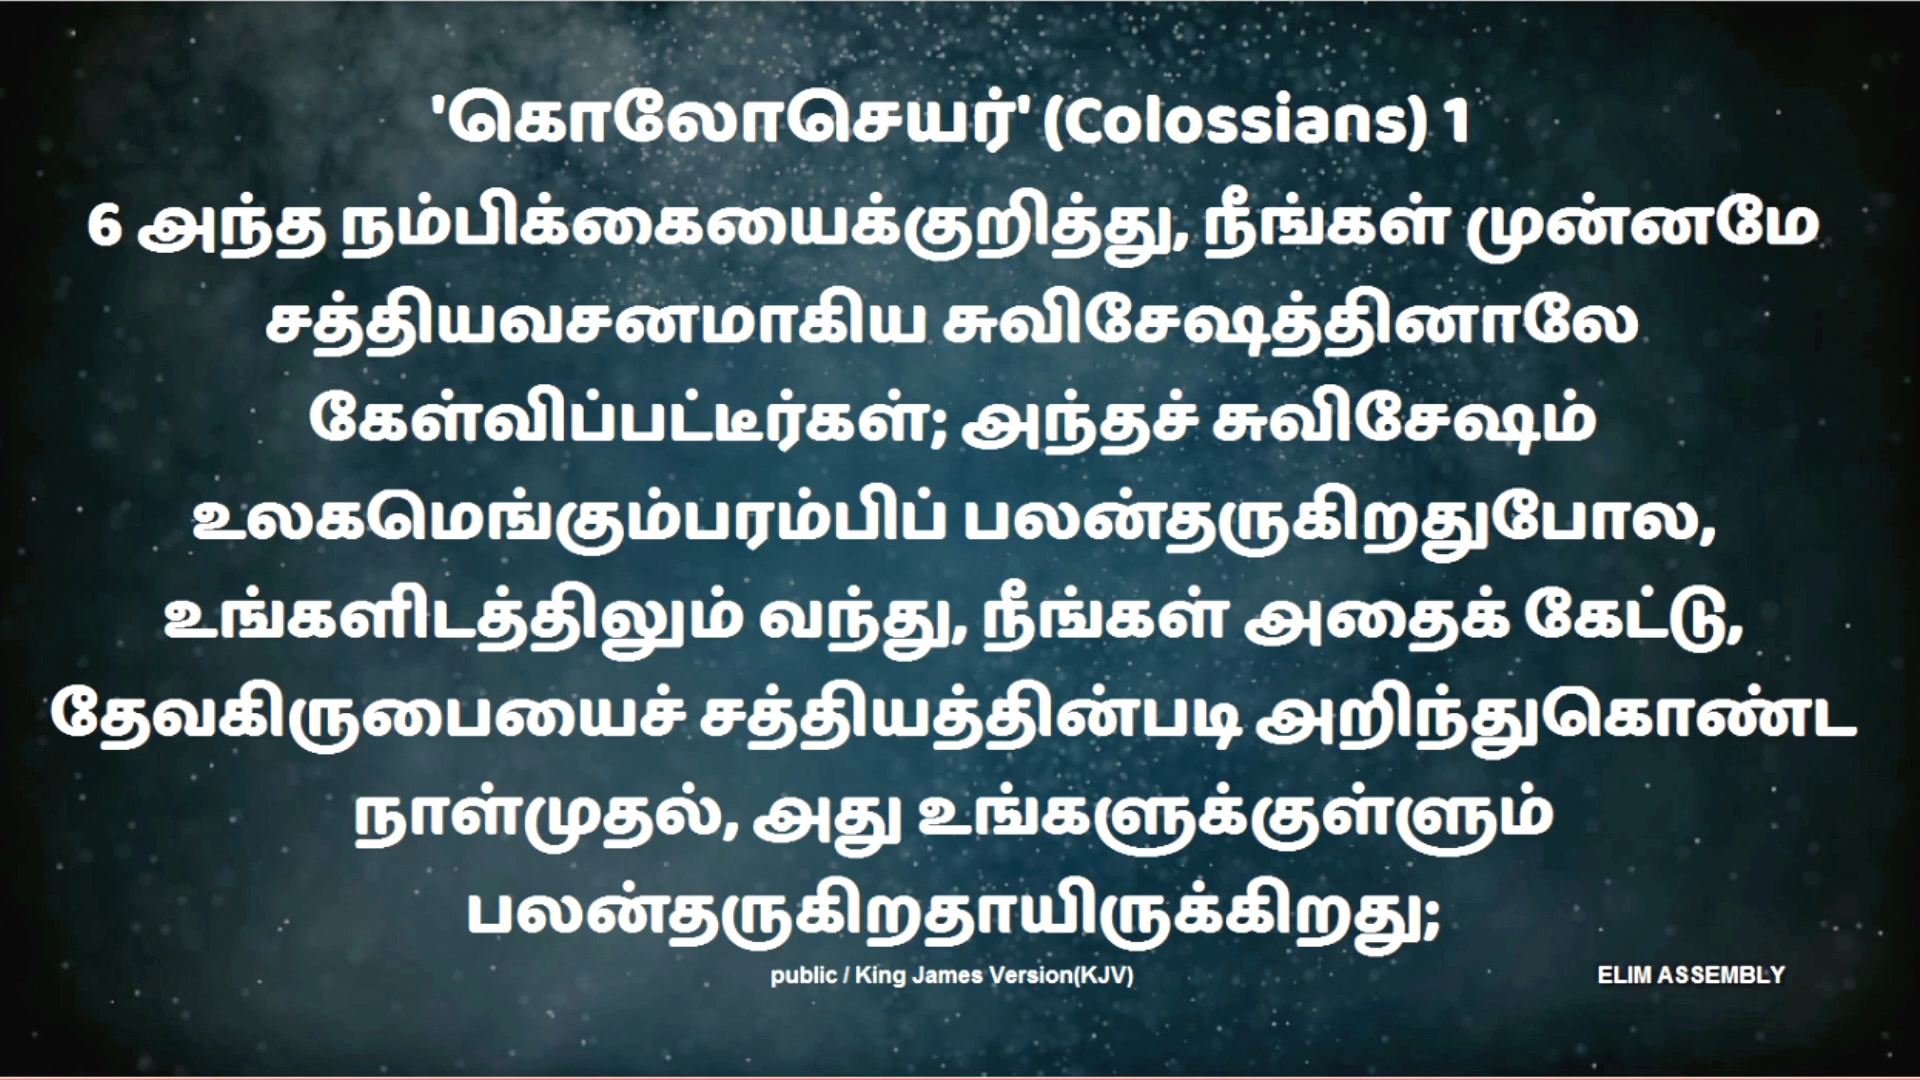 'கொலோசெயர்' (Colossians) 1
6 அந்த நம்பிக்கையைக்குறித்து, நீங்கள் முன்னமே
சத்தியவசனமாகிய சுவிசேஷத்தினாலே
கேள்விப்பட்டீர்கள்; அந்தச் சுவிசேஷம்
உலகமெங்கும்பரம்பிப் பலன்தருகிறதுபோல,
உங்களிடத்திலும் வந்து, நீங்கள் அதைக் கேட்டு,
தேவகிருபையைச் சத்தியத்தின்படி அறிந்துகொண்ட
நாள்முதல், அது உங்களுக்குள்ளும்
பலன்தருகிறதாயிருக்கிறது;
public / King James Version(KJV)
ELIM ASSEMBLY